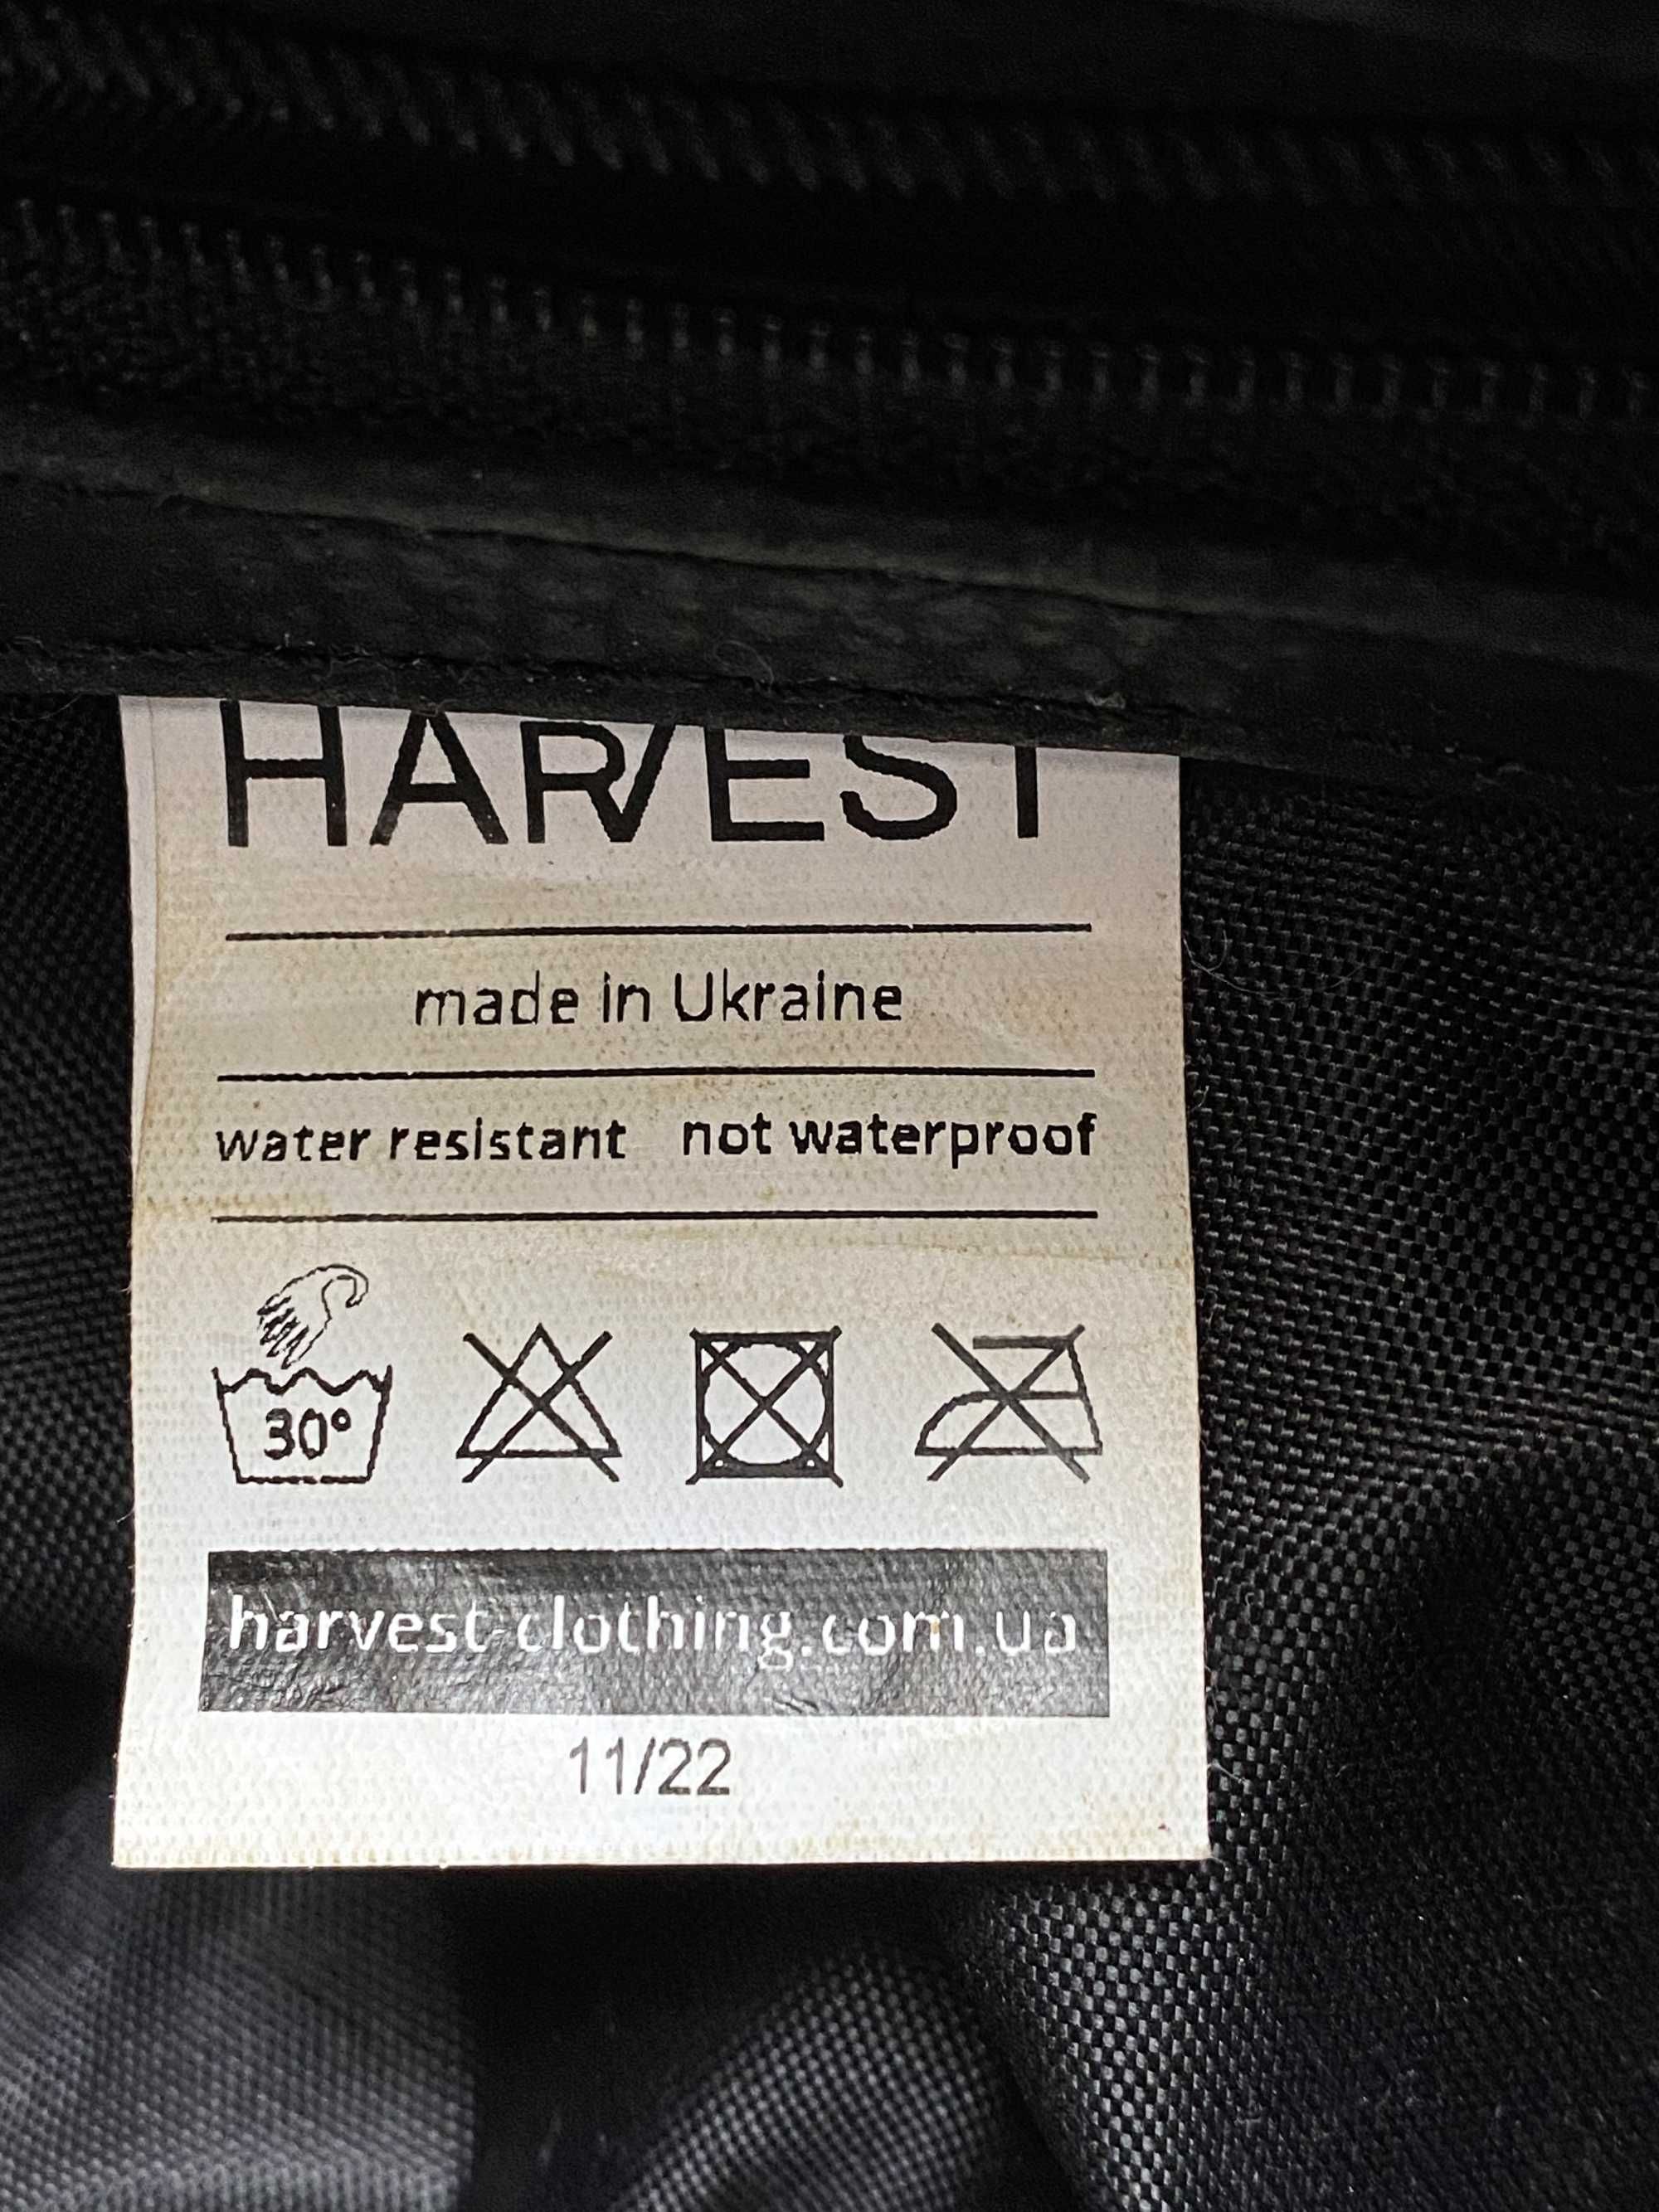 HARVEST
made in Ukraine
water resistant not waterproof
30°
harvest-clothing.com.ua
11/22